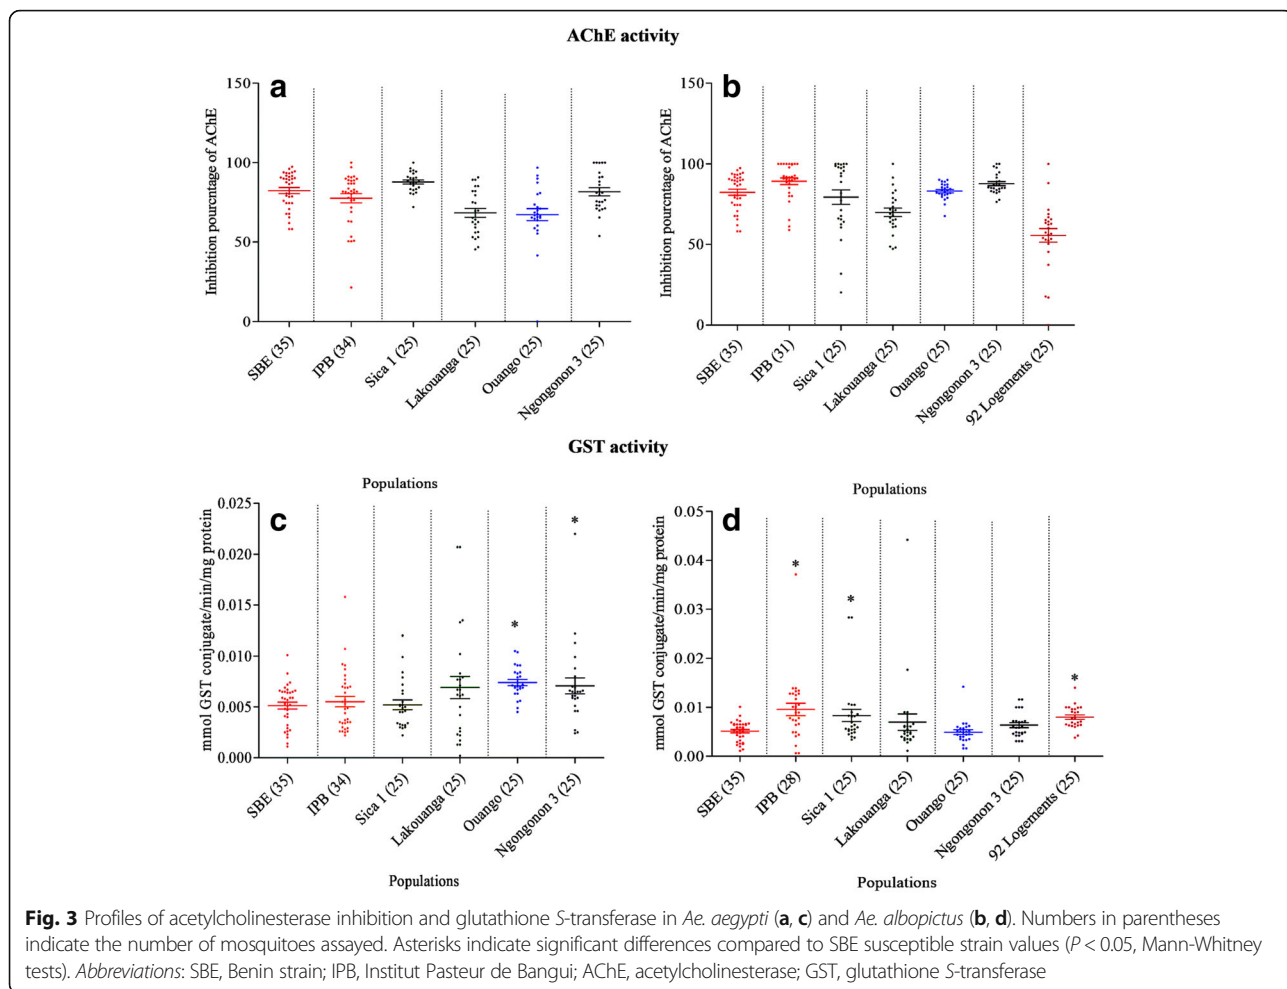 AChE activity
a
Inhibition pourcentage of AChE
150
100
50
0
SBE (35)
IPB (34)
Sica 1 (25)
Lakouanga (25)
Ouango (25)
Ngongonon 3 (25)
b
Inhibition pourcentage of AChE
150
100
50
0
SBE (35)
IPB (31)
Sica 1 (25)
Lakouanga (25)
Ouango (25)
Ngongonon 3 (25)
92 Logements (25)
GST activity
Populations
Populations
c
mmol GST conjugate/min/mg protein
0.025
0.020
0.015
0.010
0.005
0.000
*
*
SBE (35)
IPB (34)
Sica 1 (25)
Lakouanga (25)
Ouango (25)
Ngongonon 3 (25)
Populations
d
mmol GST conjugate/min/mg protein
0.05
0.04
0.03
0.02
0.01
0.00
*
*
*
SBE (35)
IPB (28)
Sica 1 (25)
Lakouanga (25)
Ouango (25)
Ngongonon 3 (25)
92 Logements (25)
Populations
Fig. 3 Profiles of acetylcholinesterase inhibition and glutathione S-transferase in Ae. aegypti (a, c) and Ae. albopictus (b, d). Numbers in parentheses
indicate the number of mosquitoes assayed. Asterisks indicate significant differences compared to SBE susceptible strain values (P < 0.05, Mann-Whitney
tests). Abbreviations: SBE, Benin strain; IPB, Institut Pasteur de Bangui; AChE, acetylcholinesterase; GST, glutathione S-transferase